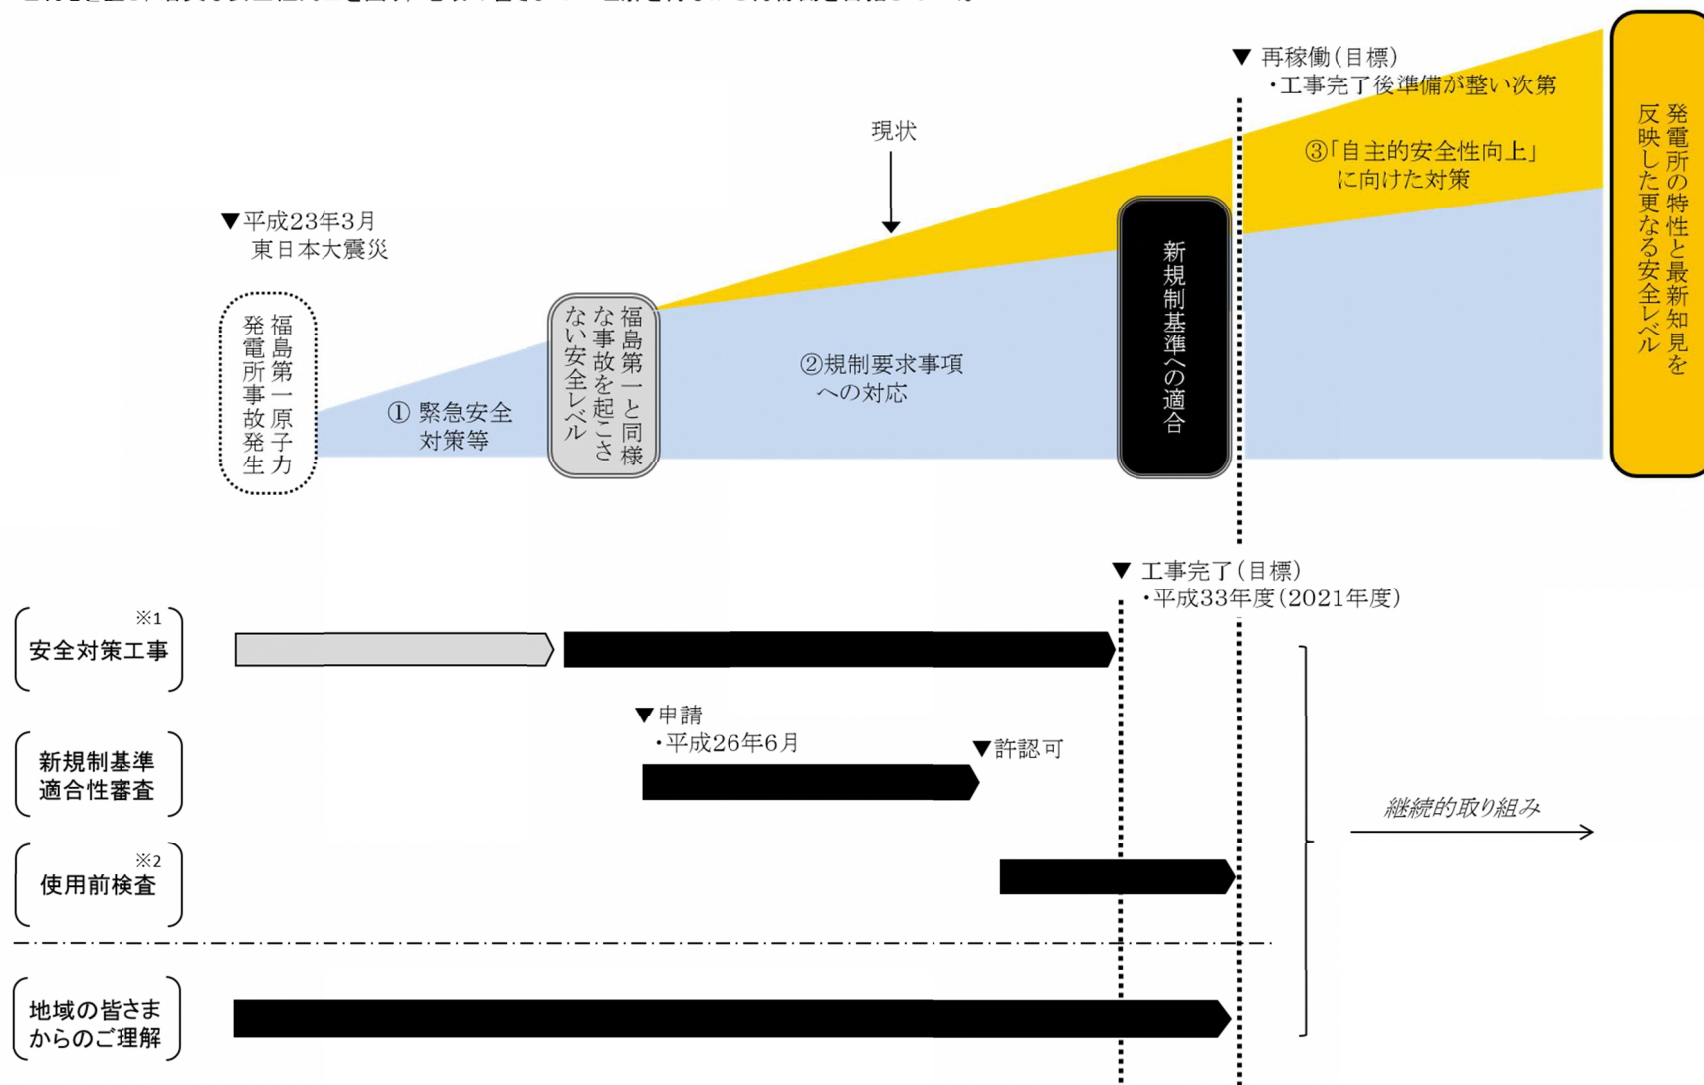 ▼ 再稼働(目標)
・工事完了後準備が整い次第
現状
③「自主的安全性向上」
に向けた対策
▼平成23年3月
東日本大震災
福島第一原子力
発電所事故発生
① 緊急安全
対策等
福島第一と同様
な事故を起こさ
ない安全レベル
②規制要求事項
への対応
新規制基準への適合
発電所の特性と最新知見を
反映した更なる安全レベル
▼ 工事完了(目標)
・平成33年度(2021年度)
※1
安全対策工事
▼申請
・平成26年6月
▼許認可
新規制基準
適合性審査
継続的取り組み
※2
使用前検査
地域の皆さま
からのご理解